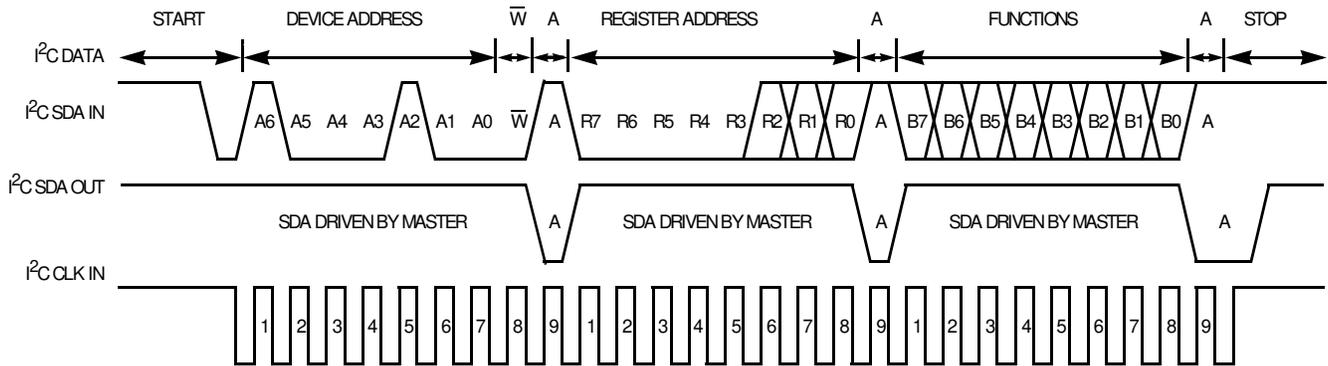 START DEVICE ADDRESS W̅ A REGISTER ADDRESS A FUNCTIONS A STOP
I²C DATA
I²C SDA IN A6 A5 A4 A3 A2 A1 A0 W̅ A R7 R6 R5 R4 R3 R2 R1 R0 A B7 B6 B5 B4 B3 B2 B1 B0 A
I²C SDA OUT
SDA DRIVEN BY MASTER A SDA DRIVEN BY MASTER A SDA DRIVEN BY MASTER A
I²C CLK IN
1 2 3 4 5 6 7 8 9 1 2 3 4 5 6 7 8 9 1 2 3 4 5 6 7 8 9